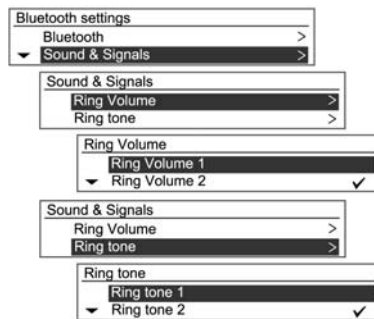 Bluetooth settings
Bluetooth >
Sound & Signals >
Sound & Signals
Ring Volume >
Ring tone >
Ring Volume
Ring Volume 1
Ring Volume 2 ✓
Sound & Signals
Ring Volume >
Ring tone >
Ring tone
Ring tone 1
Ring tone 2 ✓